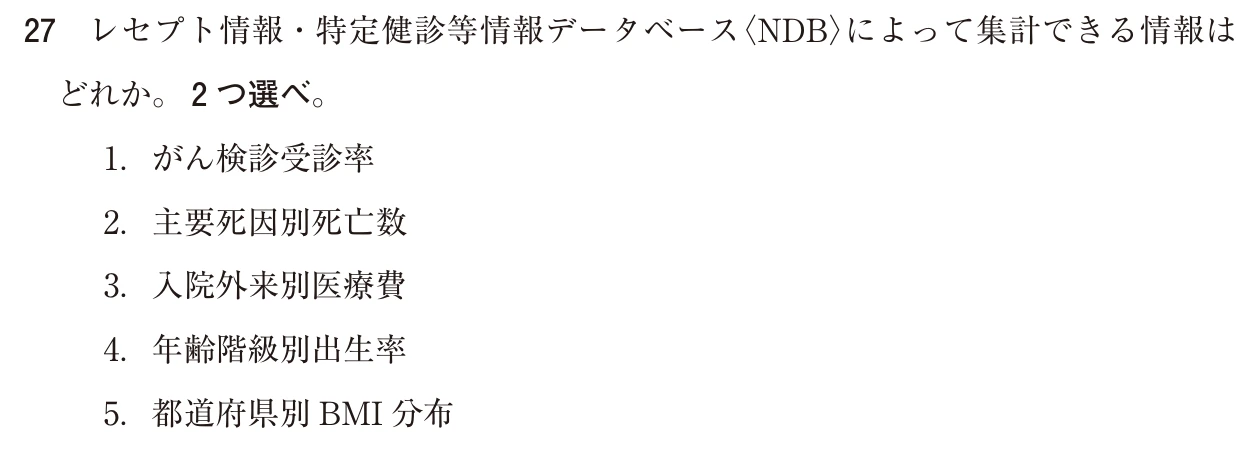 27 レセプト情報・特定健診等情報データベース〈NDB〉によって集計できる情報は
どれか。 2 つ選べ。
1. がん検診受診率
2. 主要死因別死亡数
3. 入院外来別医療費
4. 年齢階級別出生率
5. 都道府県別 BMI 分布